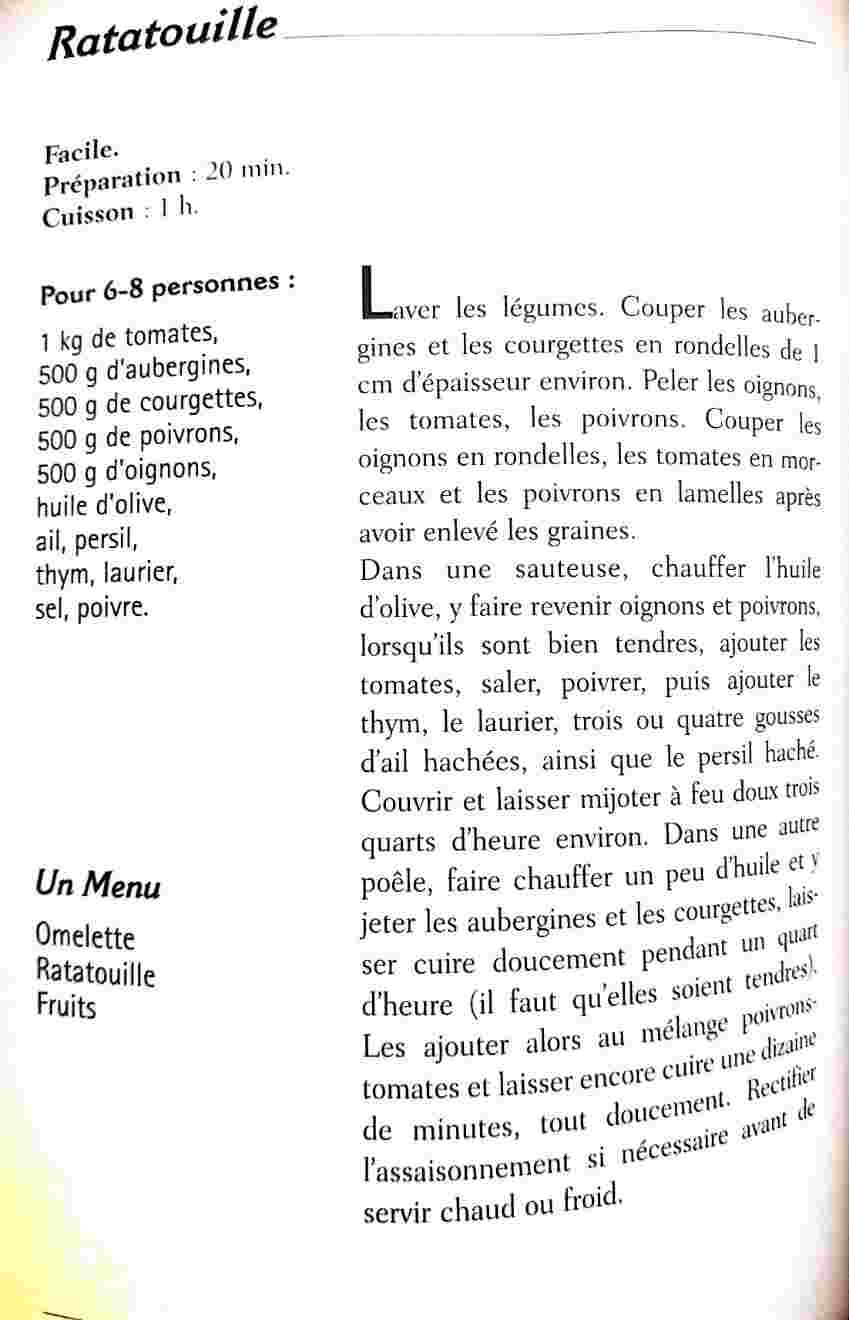 Ratatouille
Facile.
Préparation : 20 min.
Cuisson : 1 h.
Pour 6-8 personnes :
1 kg de tomates,
500 g d'aubergines,
500 g de courgettes,
500 g de poivrons,
500 g d'oignons,
huile d'olive,
ail, persil,
thym, laurier,
sel, poivre.
Un Menu
Omelette
Ratatouille
Fruits
Laver les légumes. Couper les auber-
gines et les courgettes en rondelles de 1
cm d'épaisseur environ. Peler les oignons,
les tomates, les poivrons. Couper les
oignons en rondelles, les tomates en mor-
ceaux et les poivrons en lamelles après
avoir enlevé les graines.
Dans une sauteuse, chauffer l'huile
d'olive, y faire revenir oignons et poivrons,
lorsqu'ils sont bien tendres, ajouter les
tomates, saler, poivrer, puis ajouter le
thym, le laurier, trois ou quatre gousses
d'ail hachées, ainsi que le persil haché.
Couvrir et laisser mijoter à feu doux trois
quarts d'heure environ. Dans une autre
poêle, faire chauffer un peu d'huile et y
jeter les aubergines et les courgettes, lais-
ser cuire doucement pendant un quart
d'heure (il faut qu'elles soient tendres).
Les ajouter alors au mélange poivrons-
tomates et laisser encore cuire une dizaine
de minutes, tout doucement. Rectifier
l'assaisonnement si nécessaire avant de
servir chaud ou froid.